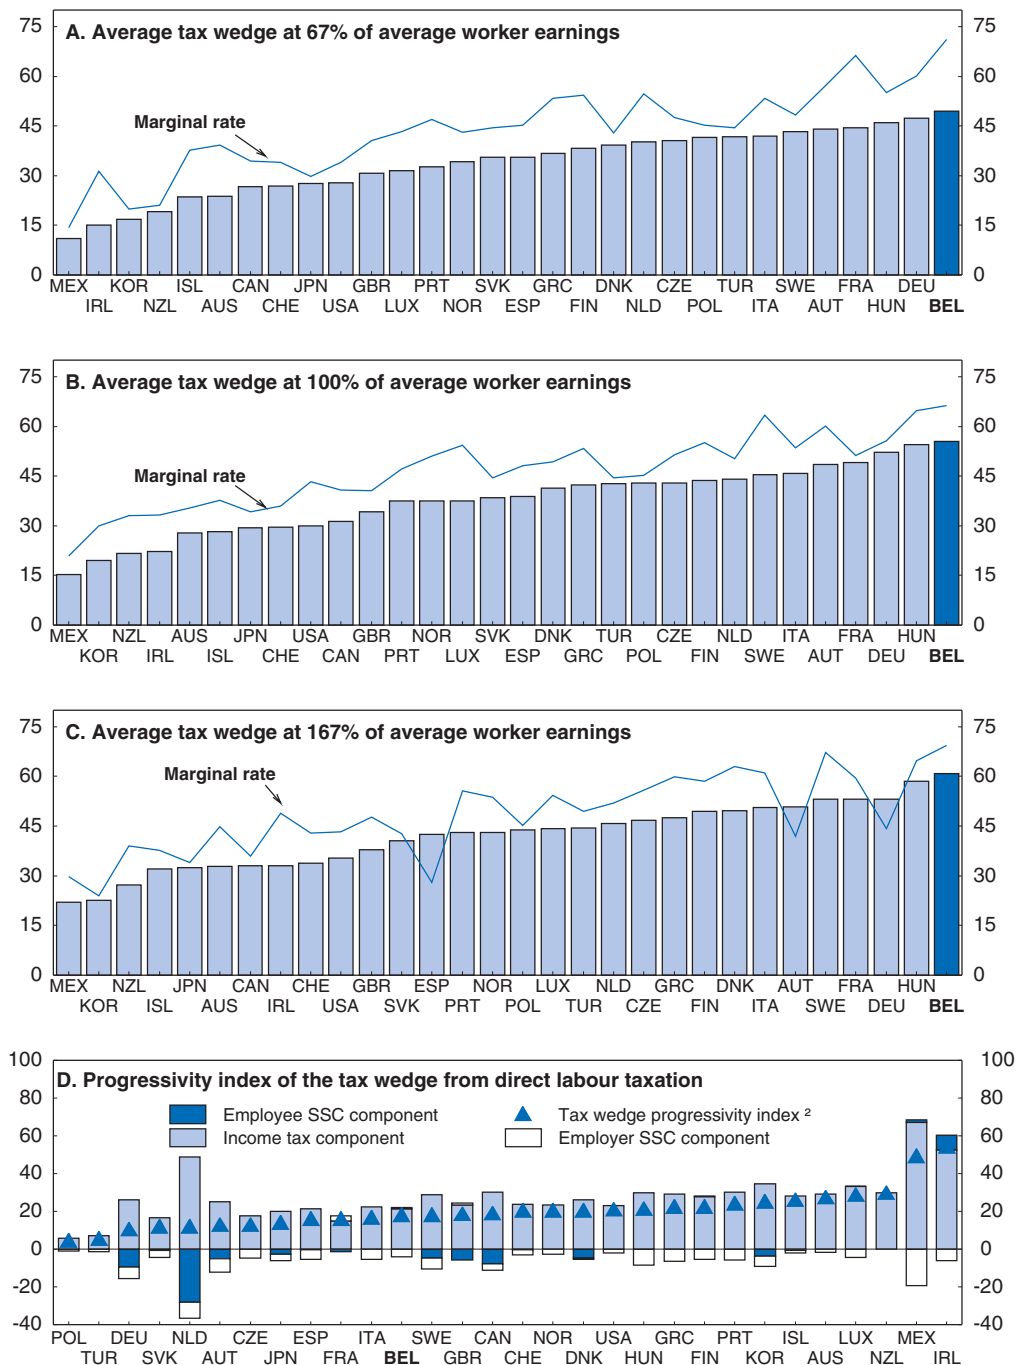 A. Average tax wedge at 67% of average worker earnings
Marginal rate
75 75
60 60
45 45
30 30
15 15
0 0
MEX KOR ISL CAN JPN GBR PRT SVK GRC DNK CZE TUR SWE FRA DEU
IRL NZL AUS CHE USA LUX NOR ESP FIN NLD POL ITA AUT HUN BEL
B. Average tax wedge at 100% of average worker earnings
Marginal rate
75 75
60 60
45 45
30 30
15 15
0 0
MEX NZL AUS JPN USA GBR NOR SVK DNK TUR CZE NLD ITA FRA HUN
KOR IRL ISL CHE CAN PRT LUX ESP GRC POL FIN SWE AUT DEU BEL
C. Average tax wedge at 167% of average worker earnings
Marginal rate
75 75
60 60
45 45
30 30
15 15
0 0
MEX NZL JPN CAN CHE GBR ESP NOR LUX NLD GRC DNK AUT FRA HUN
KOR ISL AUS IRL USA SVK PRT POL TUR CZE FIN ITA SWE DEU BEL
D. Progressivity index of the tax wedge from direct labour taxation
Employee SSC component Tax wedge progressivity index ²
Income tax component Employer SSC component
100 100
80 80
60 60
40 40
20 20
0 0
-20 -20
-40 -40
POL DEU NLD CZE ESP ITA SWE CAN NOR USA GRC PRT ISL LUX MEX
TUR SVK AUT JPN FRA BEL GBR CHE DNK HUN FIN KOR AUS NZL IRL